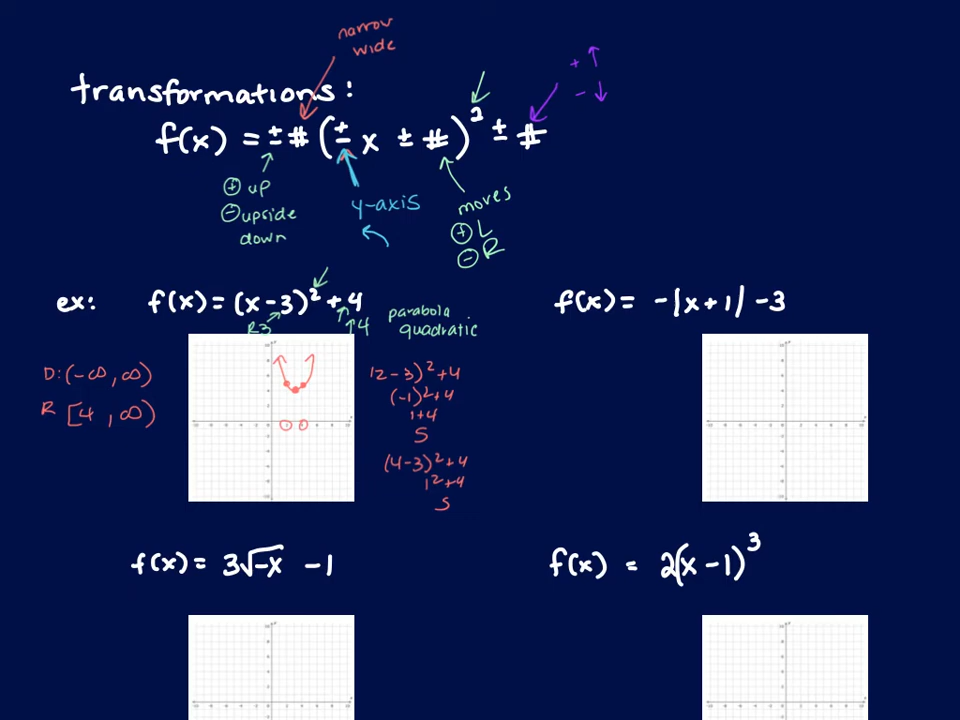 narrow
wide
+ ↑
- ↓
transformations:
f(x) = ± # (± x ± #)² ± #
⊕ up
⊖ upside
down
y-axis
moves
⊕ L
⊖ R
ex: f(x) = (x - 3)² + 4
R3
↑4
parabola
quadratic
f(x) = -|x + 1| - 3
D: (-∞, ∞)
R [4, ∞)
(2 - 3)² + 4
(-1)² + 4
1 + 4
5
(4 - 3)² + 4
1² + 4
5
f(x) = 3√-x - 1
f(x) = 2(x - 1)³